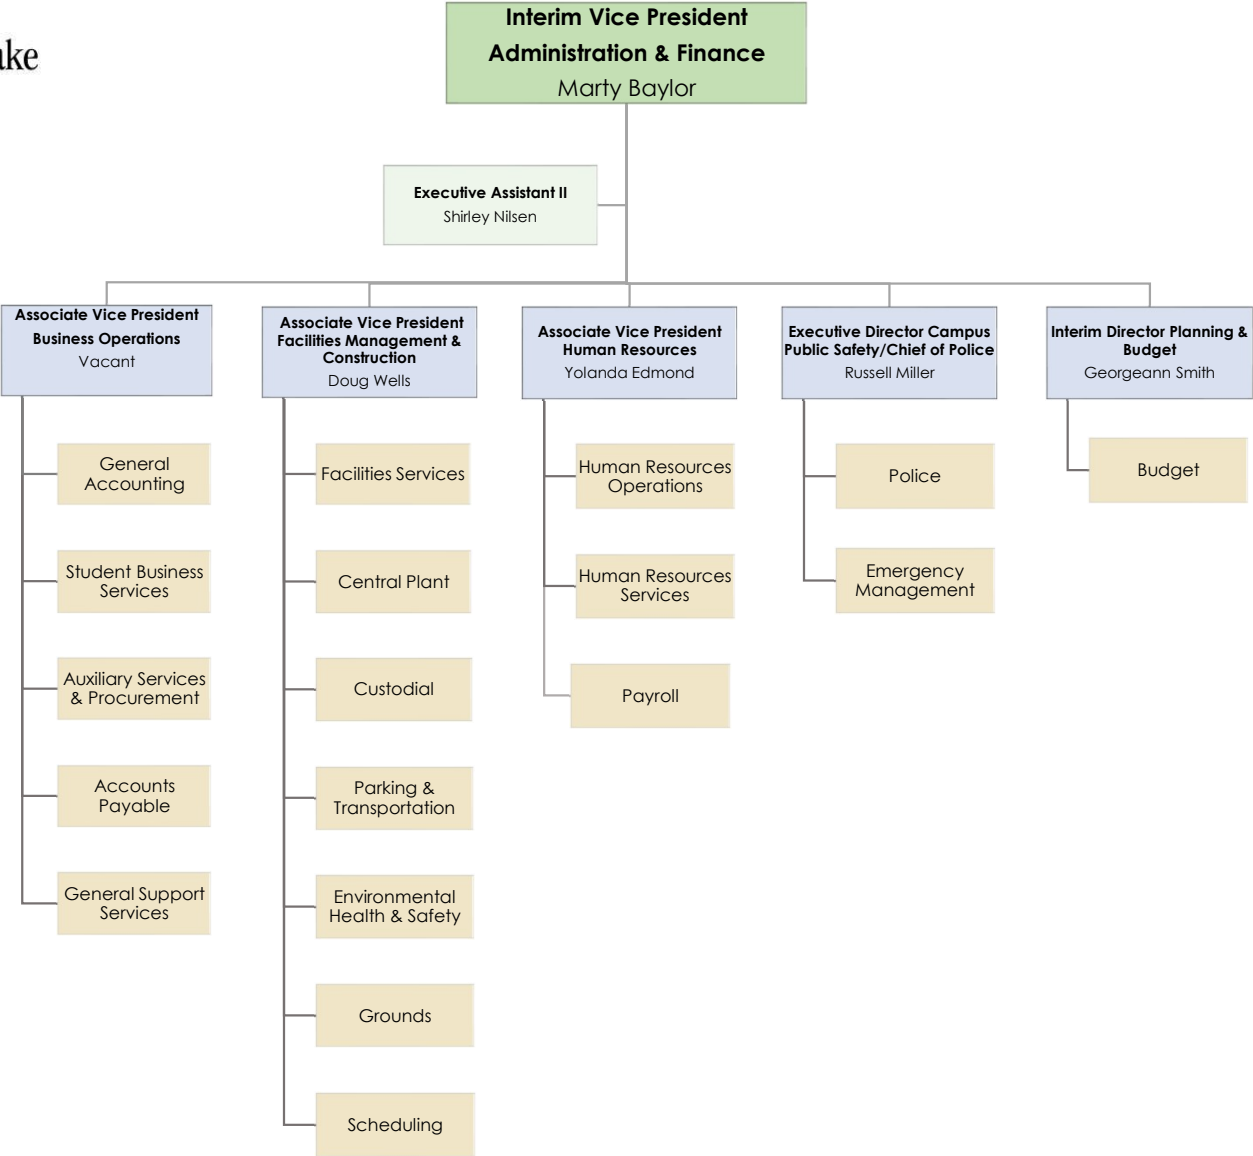 Interim Vice President
Administration & Finance
Marty Baylor
Executive Assistant II
Shirley Nilsen
Associate Vice President
Business Operations
Vacant
Associate Vice President
Facilities Management &
Construction
Doug Wells
Associate Vice President
Human Resources
Yolanda Edmond
Executive Director Campus
Public Safety/Chief of Police
Russell Miller
Interim Director Planning &
Budget
Georgeann Smith
General
Accounting
Student Business
Services
Auxiliary Services
& Procurement
Accounts
Payable
General Support
Services
Facilities Services
Central Plant
Custodial
Parking &
Transportation
Environmental
Health & Safety
Grounds
Scheduling
Human Resources
Operations
Human Resources
Services
Payroll
Police
Emergency
Management
Budget